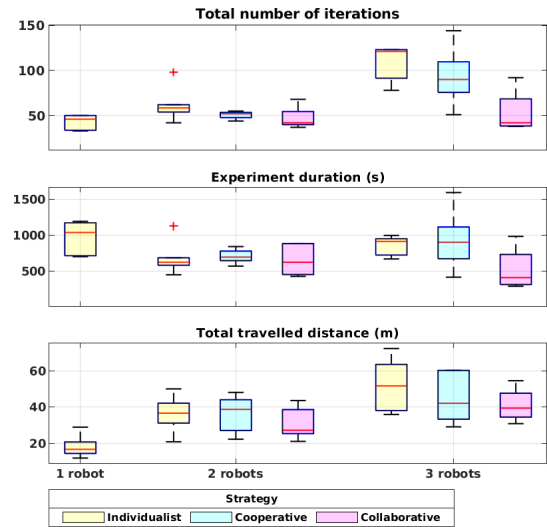 Total number of iterations
150
100
50
Experiment duration (s)
1500
1000
500
Total travelled distance (m)
60
40
20
1 robot 2 robots 3 robots
Strategy
Individualist Cooperative Collaborative